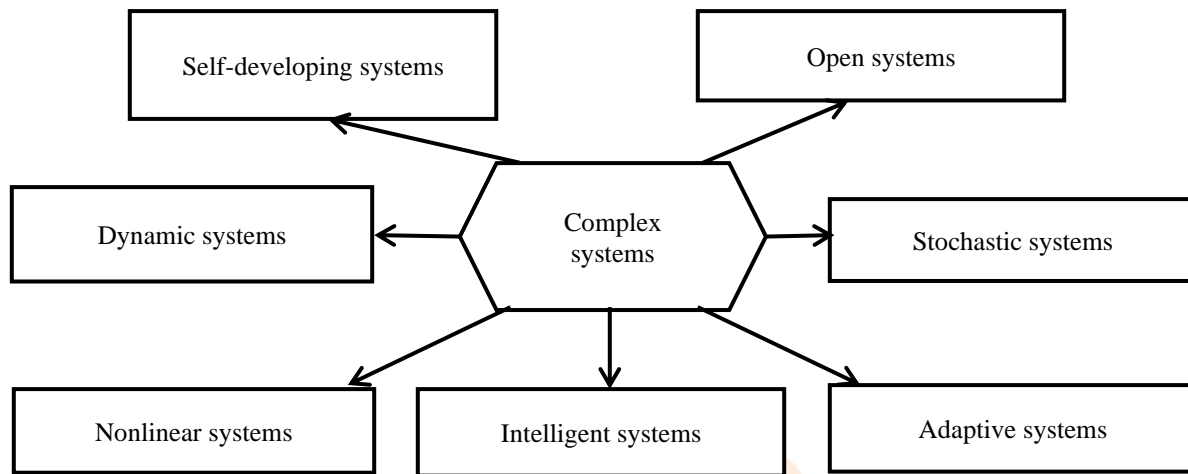 Self-developing systems
Open systems
Complex
systems
Dynamic systems
Stochastic systems
Nonlinear systems
Intelligent systems
Adaptive systems